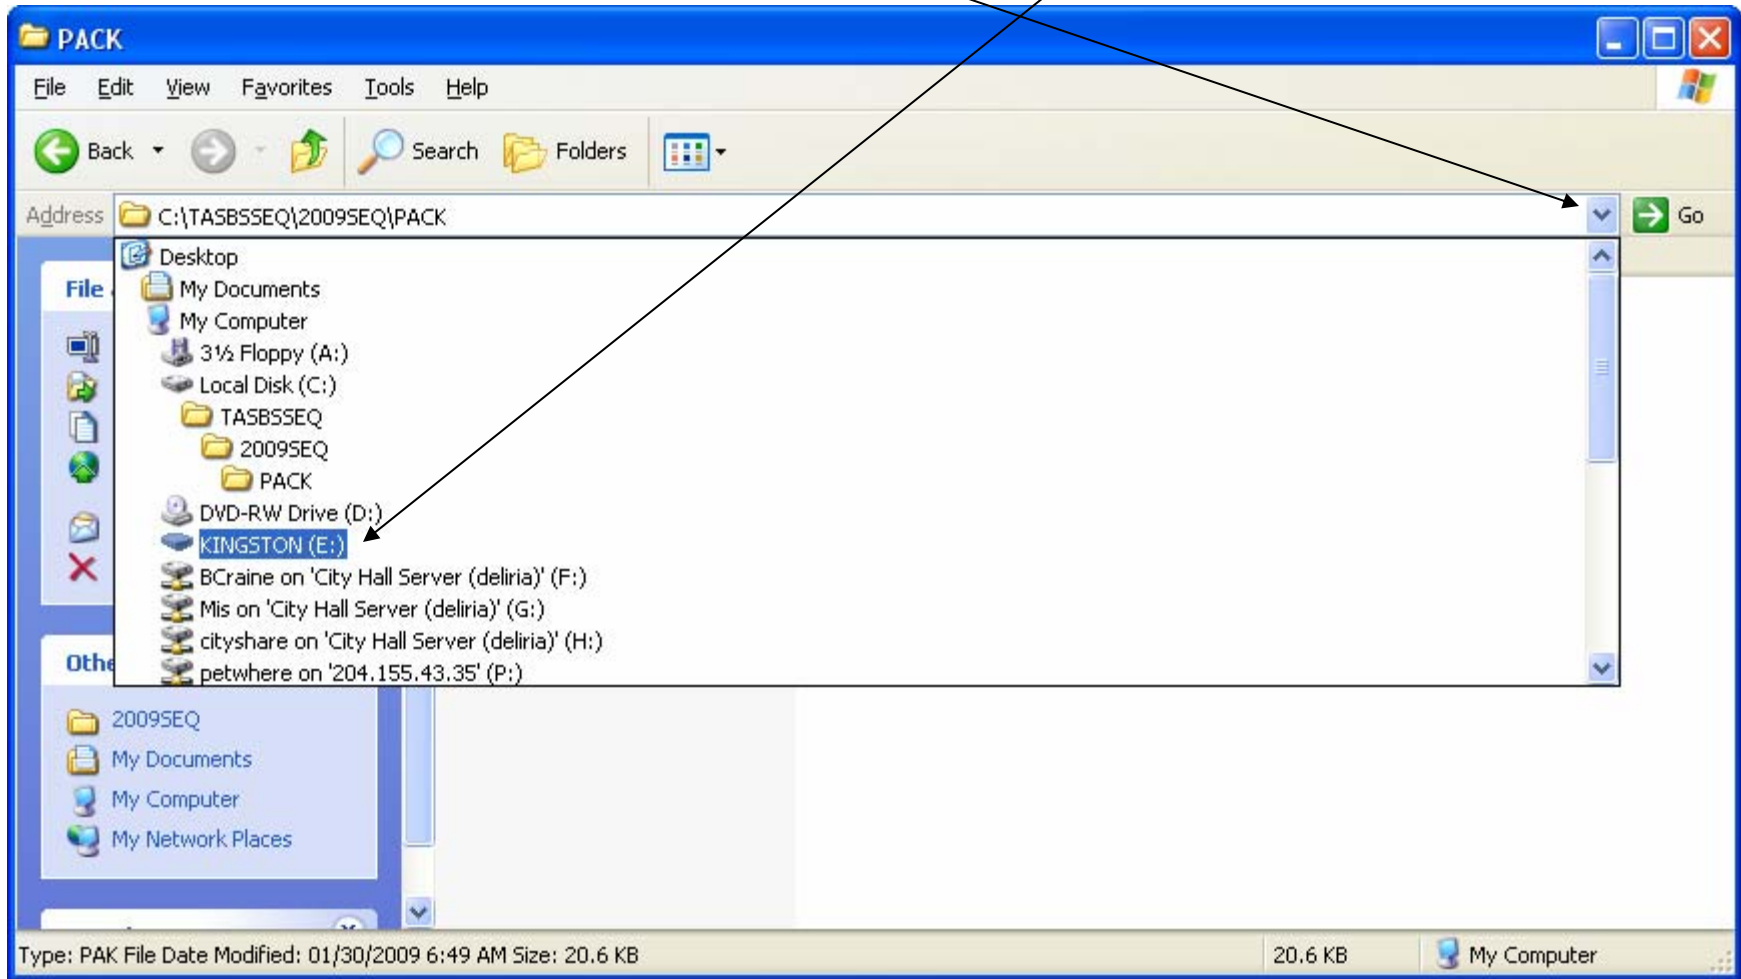 PACK
File Edit View Favorites Tools Help
Back Search Folders
Address C:\TASBSSEQ\2009SEQ\PACK Go
Desktop
File
My Documents
My Computer
3½ Floppy (A:)
Local Disk (C:)
TASBSSEQ
2009SEQ
PACK
DVD-RW Drive (D:)
KINGSTON (E:)
BCraine on 'City Hall Server (deliria)' (F:)
Mis on 'City Hall Server (deliria)' (G:)
cityshare on 'City Hall Server (deliria)' (H:)
petwhere on '204.155.43.35' (P:)
2009SEQ
My Documents
My Computer
My Network Places
Type: PAK File Date Modified: 01/30/2009 6:49 AM Size: 20.6 KB 20.6 KB My Computer